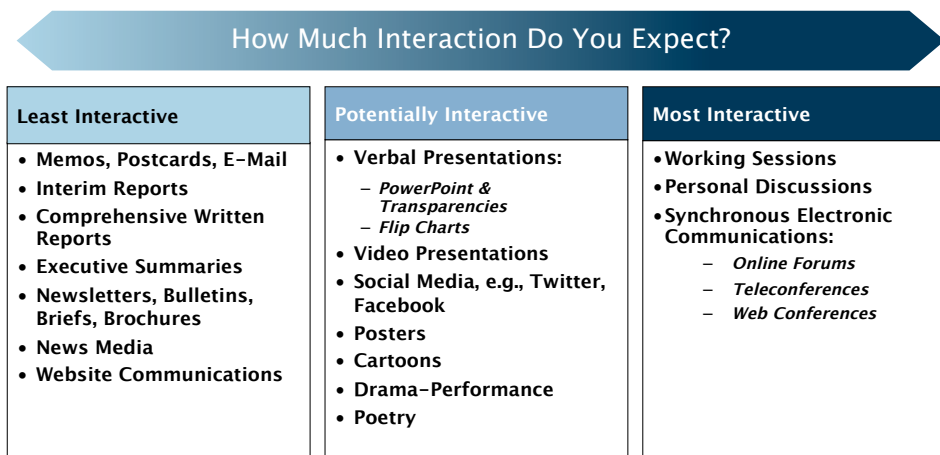 How Much Interaction Do You Expect?
Least Interactive
• Memos, Postcards, E-Mail
• Interim Reports
• Comprehensive Written
Reports
• Executive Summaries
• Newsletters, Bulletins,
Briefs, Brochures
• News Media
• Website Communications
Potentially Interactive
• Verbal Presentations:
– PowerPoint &
Transparencies
– Flip Charts
• Video Presentations
• Social Media, e.g., Twitter,
Facebook
• Posters
• Cartoons
• Drama-Performance
• Poetry
Most Interactive
• Working Sessions
• Personal Discussions
• Synchronous Electronic
Communications:
– Online Forums
– Teleconferences
– Web Conferences